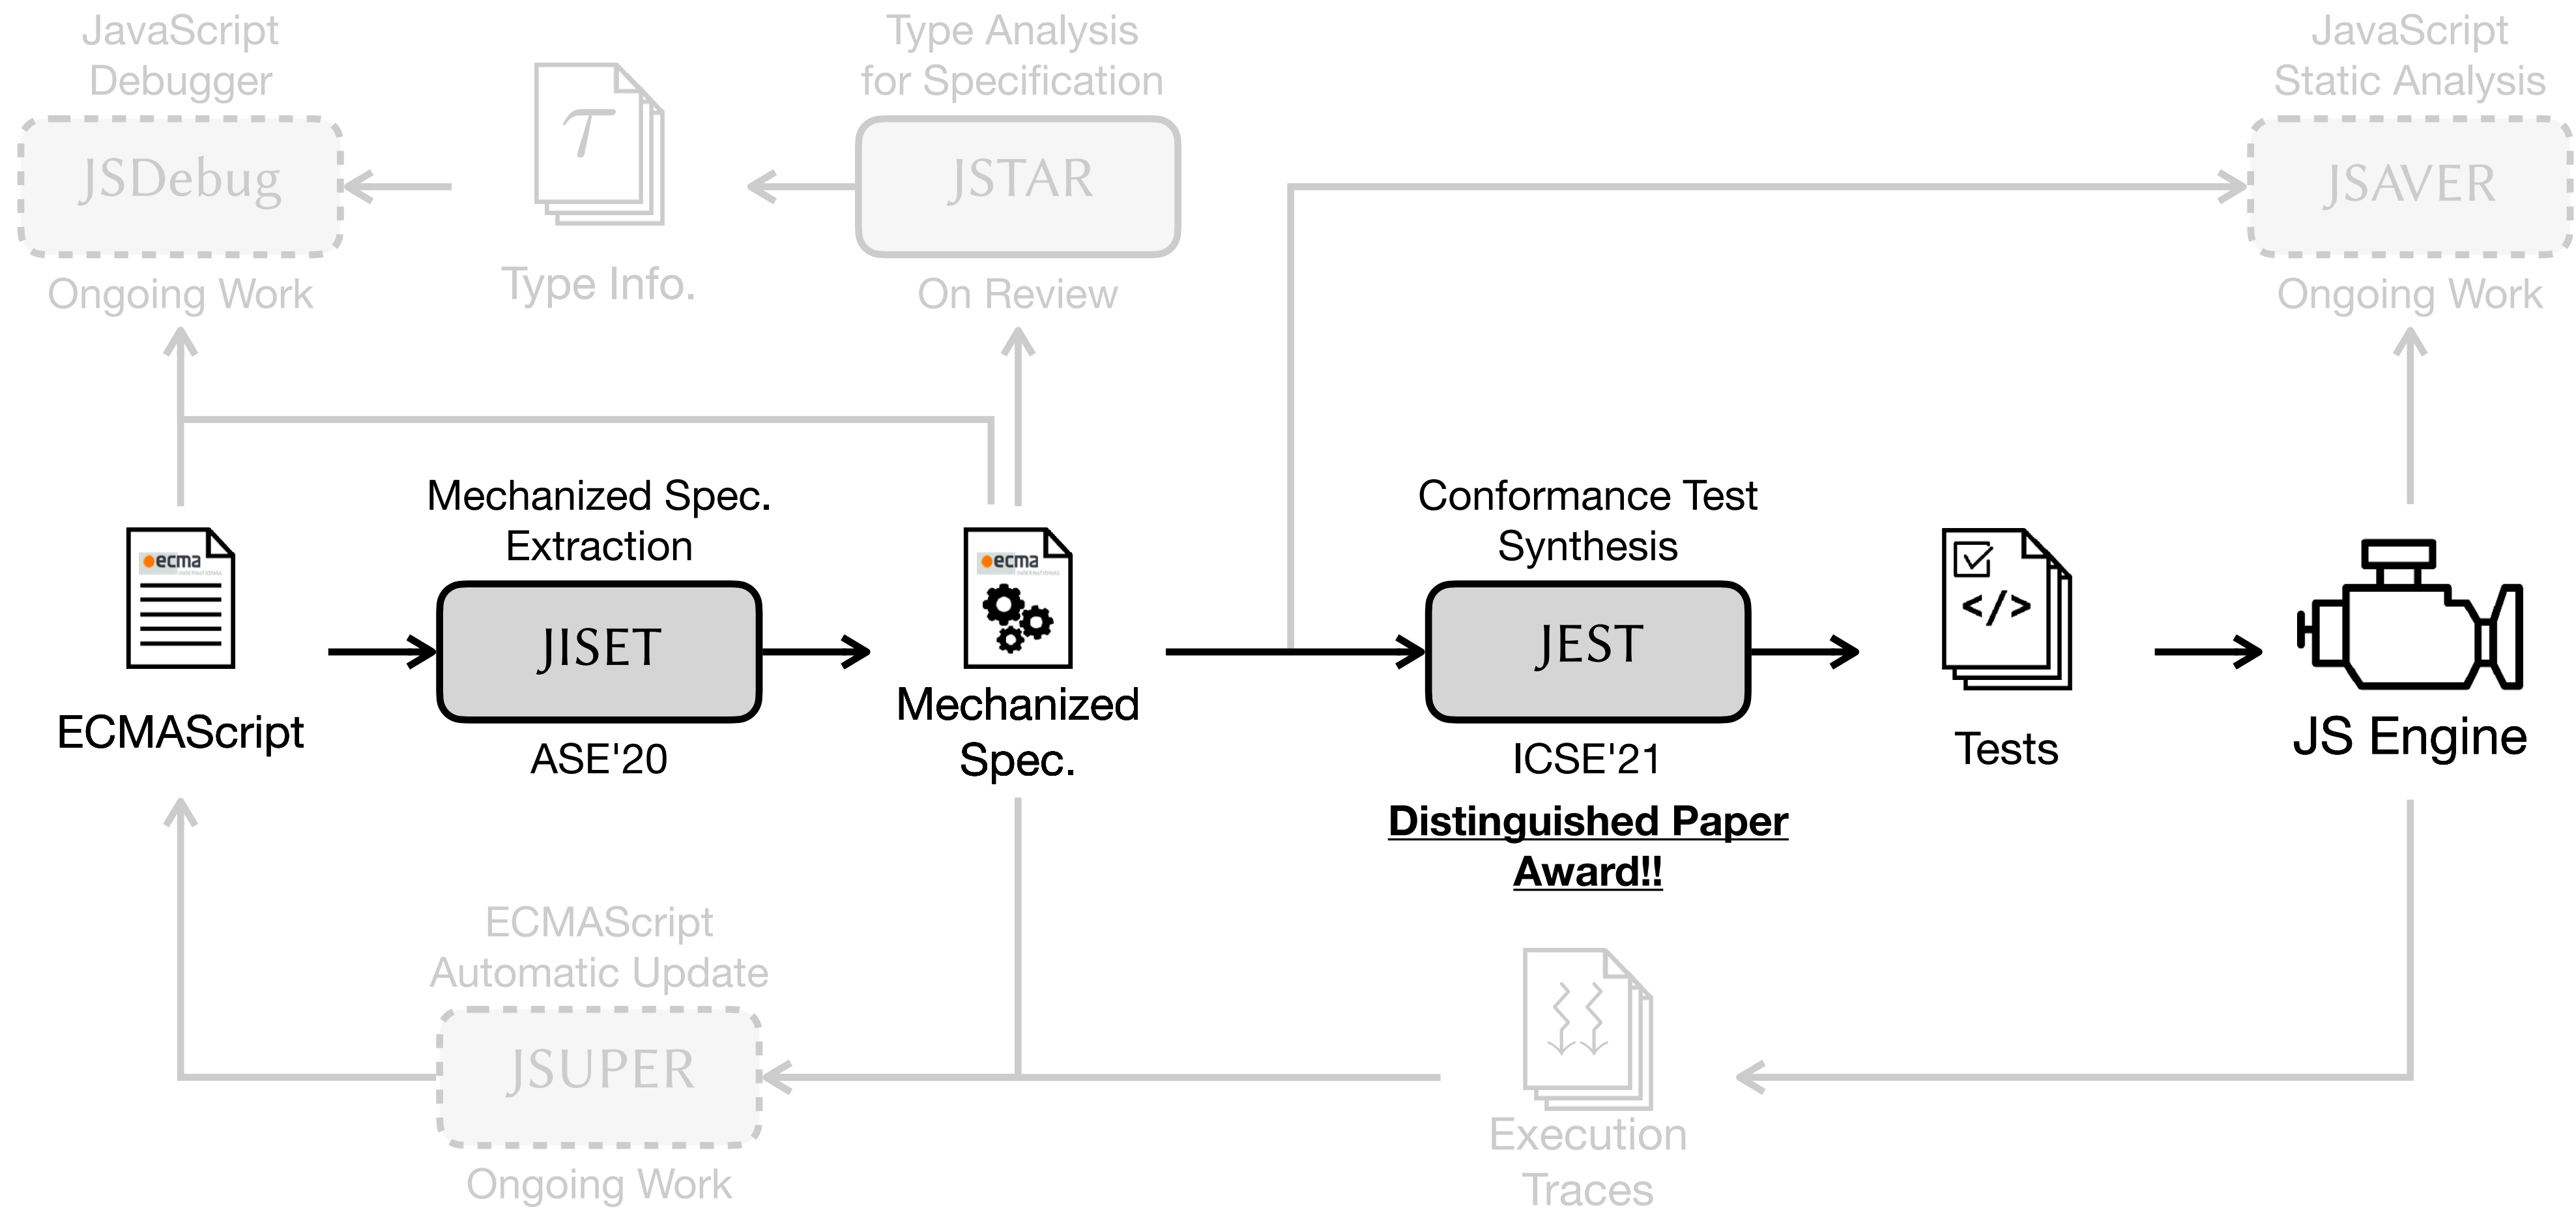 JavaScript
Debugger
JSDebug
Ongoing Work
τ
Type Info.
Type Analysis
for Specification
JSTAR
On Review
JavaScript
Static Analysis
JSAVER
Ongoing Work
ecma
INTERNATIONAL
ECMAScript
Mechanized Spec.
Extraction
JISET
ASE'20
ecma
INTERNATIONAL
Mechanized
Spec.
Conformance Test
Synthesis
JEST
ICSE'21
Distinguished Paper
Award!!
</>
Tests
JS Engine
ECMAScript
Automatic Update
JSUPER
Ongoing Work
Execution
Traces